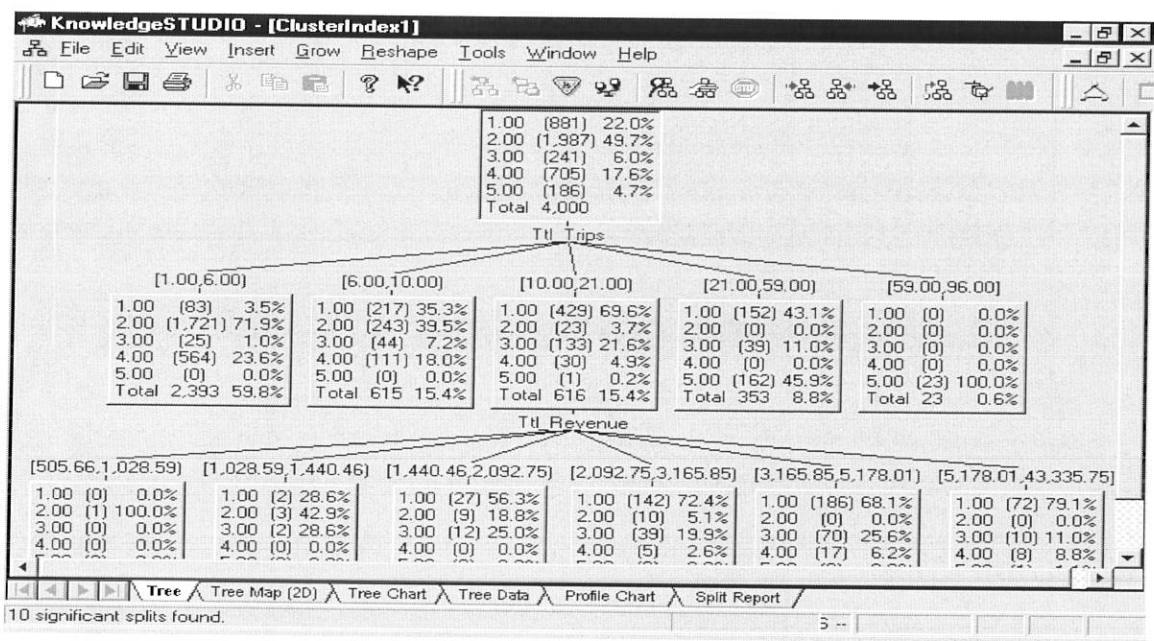 KnowledgeSTUDIO - [ClusterIndex1]
File Edit View Insert Grow Reshape Tools Window Help
1.00 (881) 22.0%
2.00 (1,987) 49.7%
3.00 (241) 6.0%
4.00 (705) 17.6%
5.00 (186) 4.7%
Total 4,000
Ttl_Trips
[1.00,6.00)
1.00 (83) 3.5%
2.00 (1,721) 71.9%
3.00 (25) 1.0%
4.00 (564) 23.6%
5.00 (0) 0.0%
Total 2,393 59.8%
[6.00,10.00)
1.00 (217) 35.3%
2.00 (243) 39.5%
3.00 (44) 7.2%
4.00 (111) 18.0%
5.00 (0) 0.0%
Total 615 15.4%
[10.00,21.00)
1.00 (429) 69.6%
2.00 (23) 3.7%
3.00 (133) 21.6%
4.00 (30) 4.9%
5.00 (1) 0.2%
Total 616 15.4%
[21.00,59.00)
1.00 (152) 43.1%
2.00 (0) 0.0%
3.00 (39) 11.0%
4.00 (0) 0.0%
5.00 (162) 45.9%
Total 353 8.8%
[59.00,96.00]
1.00 (0) 0.0%
2.00 (0) 0.0%
3.00 (0) 0.0%
4.00 (0) 0.0%
5.00 (23) 100.0%
Total 23 0.6%
Ttl_Revenue
[505.66,1,028.59)
1.00 (0) 0.0%
2.00 (1) 100.0%
3.00 (0) 0.0%
4.00 (0) 0.0%
[1,028.59,1,440.46)
1.00 (2) 28.6%
2.00 (3) 42.9%
3.00 (2) 28.6%
4.00 (0) 0.0%
[1,440.46,2,092.75)
1.00 (27) 56.3%
2.00 (9) 18.8%
3.00 (12) 25.0%
4.00 (0) 0.0%
[2,092.75,3,165.85)
1.00 (142) 72.4%
2.00 (10) 5.1%
3.00 (39) 19.9%
4.00 (5) 2.6%
[3,165.85,5,178.01)
1.00 (186) 68.1%
2.00 (0) 0.0%
3.00 (70) 25.6%
4.00 (17) 6.2%
[5,178.01,43,335.75]
1.00 (72) 79.1%
2.00 (0) 0.0%
3.00 (10) 11.0%
4.00 (8) 8.8%
Tree Tree Map (2D) Tree Chart Tree Data Profile Chart Split Report
10 significant splits found.